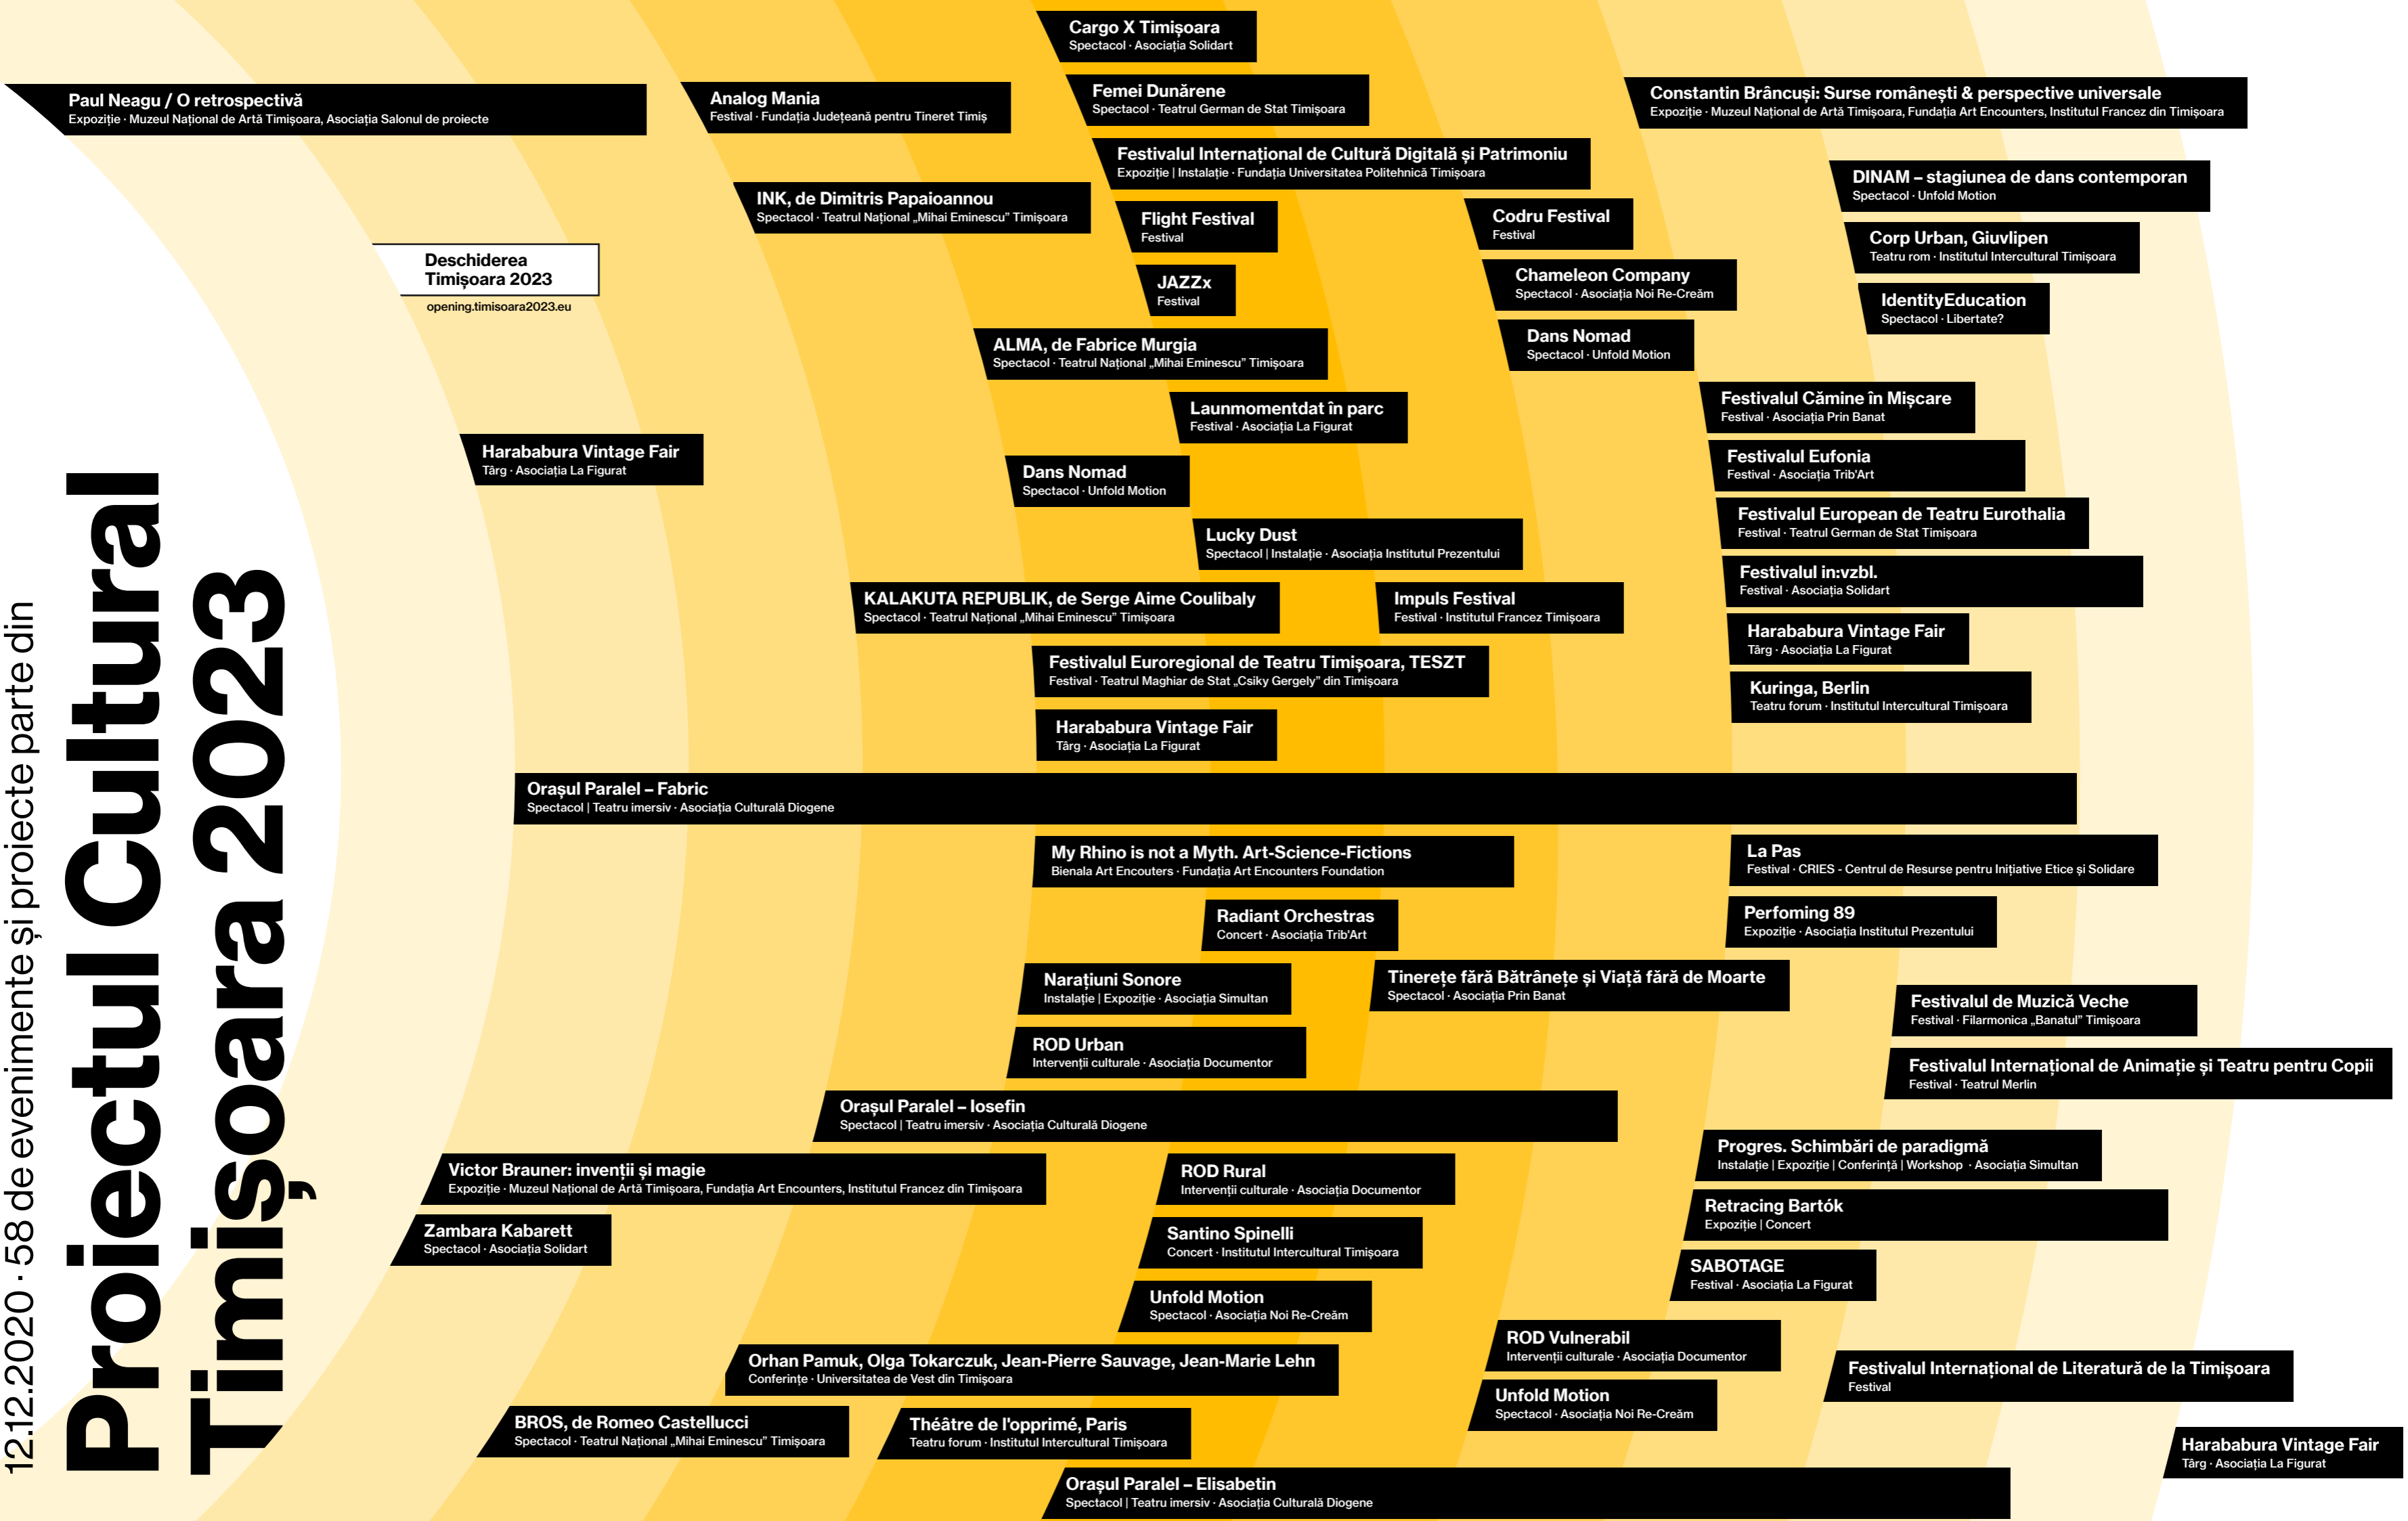 12.12.2020 · 58 de evenimente și proiecte parte din
Proiectul Cultural
Timișoara 2023
Paul Neagu / O retrospectivă
Expoziție · Muzeul Național de Artă Timișoara, Asociația Salonul de proiecte
Deschiderea
Timișoara 2023
opening.timisoara2023.eu
Harababura Vintage Fair
Târg · Asociația La Figurat
Analog Mania
Festival · Fundația Județeană pentru Tineret Timiș
INK, de Dimitris Papaioannou
Spectacol · Teatrul Național „Mihai Eminescu” Timișoara
Cargo X Timișoara
Spectacol · Asociația Solidart
Femei Dunărene
Spectacol · Teatrul German de Stat Timișoara
Festivalul Internațional de Cultură Digitală și Patrimoniu
Expoziție | Instalație · Fundația Universitatea Politehnică Timișoara
Flight Festival
Festival
JAZZx
Festival
ALMA, de Fabrice Murgia
Spectacol · Teatrul Național „Mihai Eminescu” Timișoara
Launmomentdat în parc
Festival · Asociația La Figurat
Dans Nomad
Spectacol · Unfold Motion
Lucky Dust
Spectacol | Instalație · Asociația Institutul Prezentului
KALAKUTA REPUBLIK, de Serge Aime Coulibaly
Spectacol · Teatrul Național „Mihai Eminescu” Timișoara
Impuls Festival
Festival · Institutul Francez Timișoara
Festivalul Euroregional de Teatru Timișoara, TESZT
Festival · Teatrul Maghiar de Stat „Csiky Gergely” din Timișoara
Harababura Vintage Fair
Târg · Asociația La Figurat
Codru Festival
Festival
Chameleon Company
Spectacol · Asociația Noi Re-Creăm
Dans Nomad
Spectacol · Unfold Motion
Constantin Brâncuși: Surse românești & perspective universale
Expoziție · Muzeul Național de Artă Timișoara, Fundația Art Encounters, Institutul Francez din Timișoara
DINAM – stagiunea de dans contemporan
Spectacol · Unfold Motion
Corp Urban, Giuvlipen
Teatru rom · Institutul Intercultural Timișoara
IdentityEducation
Spectacol · Libertate?
Festivalul Cămine în Mișcare
Festival · Asociația Prin Banat
Festivalul Eufonia
Festival · Asociația Trib'Art
Festivalul European de Teatru Eurothalia
Festival · Teatrul German de Stat Timișoara
Festivalul in:vzbl.
Festival · Asociația Solidart
Harababura Vintage Fair
Târg · Asociația La Figurat
Kuringa, Berlin
Teatru forum · Institutul Intercultural Timișoara
Orașul Paralel – Fabric
Spectacol | Teatru imersiv · Asociația Culturală Diogene
My Rhino is not a Myth. Art-Science-Fictions
Bienala Art Encouters · Fundația Art Encounters Foundation
Radiant Orchestras
Concert · Asociația Trib'Art
Narațiuni Sonore
Instalație | Expoziție · Asociația Simultan
Tinerețe fără Bătrânețe și Viață fără de Moarte
Spectacol · Asociația Prin Banat
ROD Urban
Intervenții culturale · Asociația Documentor
Orașul Paralel – Iosefin
Spectacol | Teatru imersiv · Asociația Culturală Diogene
Victor Brauner: invenții și magie
Expoziție · Muzeul Național de Artă Timișoara, Fundația Art Encounters, Institutul Francez din Timișoara
Zambara Kabarett
Spectacol · Asociația Solidart
ROD Rural
Intervenții culturale · Asociația Documentor
Santino Spinelli
Concert · Institutul Intercultural Timișoara
Unfold Motion
Spectacol · Asociația Noi Re-Creăm
Orhan Pamuk, Olga Tokarczuk, Jean-Pierre Sauvage, Jean-Marie Lehn
Conferințe · Universitatea de Vest din Timișoara
BROS, de Romeo Castellucci
Spectacol · Teatrul Național „Mihai Eminescu” Timișoara
Théâtre de l'opprimé, Paris
Teatru forum · Institutul Intercultural Timișoara
Orașul Paralel – Elisabetin
Spectacol | Teatru imersiv · Asociația Culturală Diogene
La Pas
Festival · CRIES - Centrul de Resurse pentru Inițiative Etice și Solidare
Perfoming 89
Expoziție · Asociația Institutul Prezentului
Festivalul de Muzică Veche
Festival · Filarmonica „Banatul” Timișoara
Festivalul Internațional de Animație și Teatru pentru Copii
Festival · Teatrul Merlin
Progres. Schimbări de paradigmă
Instalație | Expoziție | Conferință | Workshop · Asociația Simultan
Retracing Bartók
Expoziție | Concert
SABOTAGE
Festival · Asociația La Figurat
ROD Vulnerabil
Intervenții culturale · Asociația Documentor
Unfold Motion
Spectacol · Asociația Noi Re-Creăm
Festivalul Internațional de Literatură de la Timișoara
Festival
Harababura Vintage Fair
Târg · Asociația La Figurat